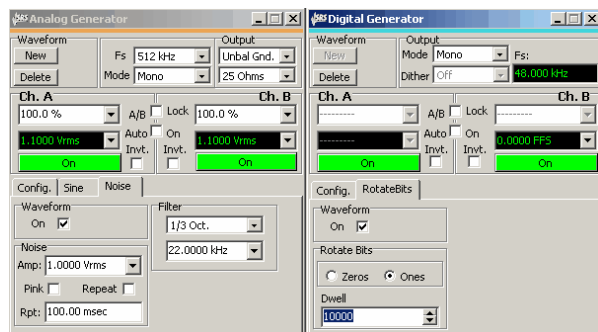 SRS Analog Generator
Waveform
New
Delete
Fs 512 kHz
Mode Mono
Output
Unbal Gnd.
25 Ohms
Ch. A
Ch. B
100.0 %
A/B
Lock
100.0 %
1.1000 Vrms
Auto
On
1.1000 Vrms
Invt.
Invt.
On
On
Config.
Sine
Noise
Waveform
On
Filter
1/3 Oct.
22.0000 kHz
Noise
Amp: 1.0000 Vrms
Pink
Repeat
Rpt: 100.00 msec
SRS Digital Generator
Waveform
New
Delete
Output
Mode Mono
Fs:
Dither Off
48.000 kHz
Ch. A
Ch. B
---------
A/B
Lock
---------
---------
Auto
On
0.0000 FFS
Invt.
Invt.
On
On
Config.
RotateBits
Waveform
On
Rotate Bits
Zeros
Ones
Dwell
10000